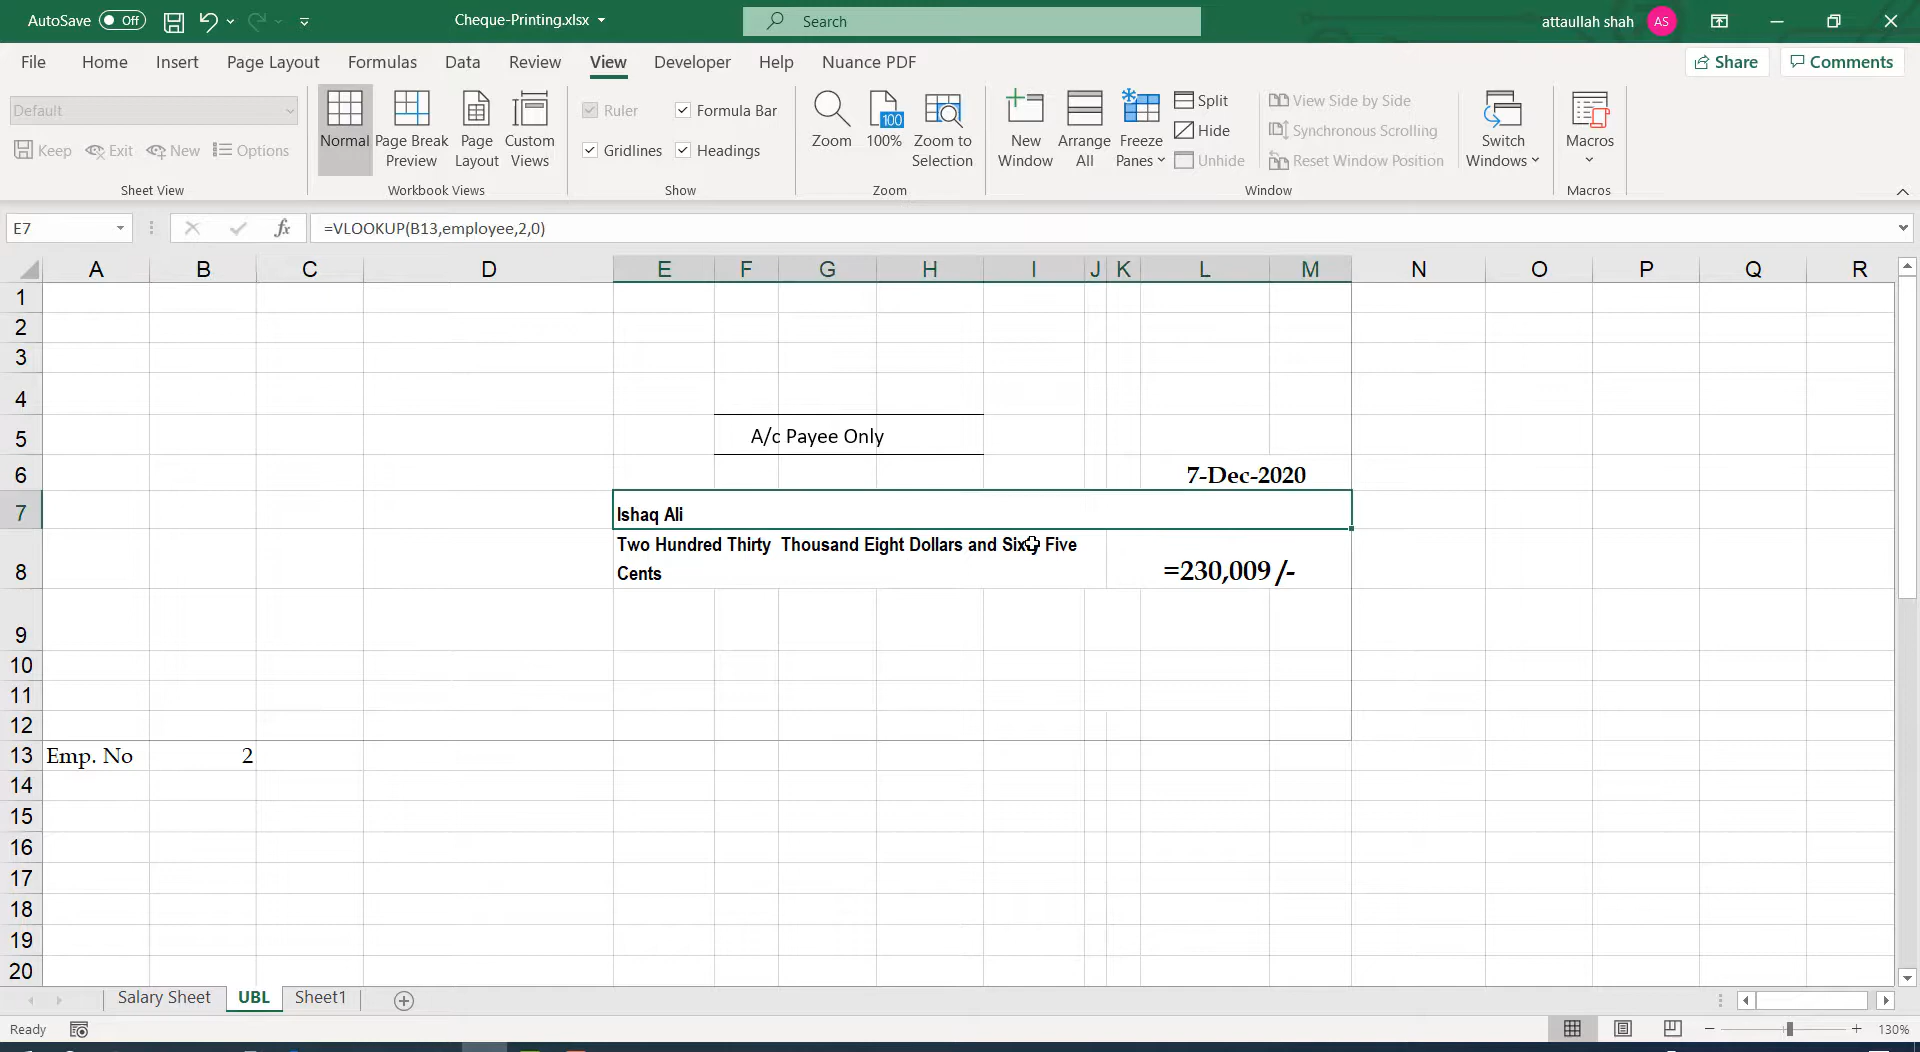 AutoSave Off Cheque-Printing.xlsx Search attaullah shah AS
File Home Insert Page Layout Formulas Data Review View Developer Help Nuance PDF Share Comments
Default
Keep Exit New Options
Sheet View
Normal
Page Break Preview
Page Layout
Custom Views
Workbook Views
Ruler Formula Bar
Gridlines Headings
Show
Zoom
100
100%
Zoom to Selection
Zoom
New Window
Arrange All
Freeze Panes
Split
Hide
Unhide
View Side by Side
Synchronous Scrolling
Reset Window Position
Window
Switch Windows
Macros
Macros
E7 fx =VLOOKUP(B13,employee,2,0)
A B C D E F G H I J K L M N O P Q R
1
2
3
4
5 A/c Payee Only
6 7-Dec-2020
7 Ishaq Ali
Two Hundred Thirty Thousand Eight Dollars and Sixty Five
8 Cents =230,009 /-
9
10
11
12
13 Emp. No 2
14
15
16
17
18
19
20
Salary Sheet UBL Sheet1
Ready 130%